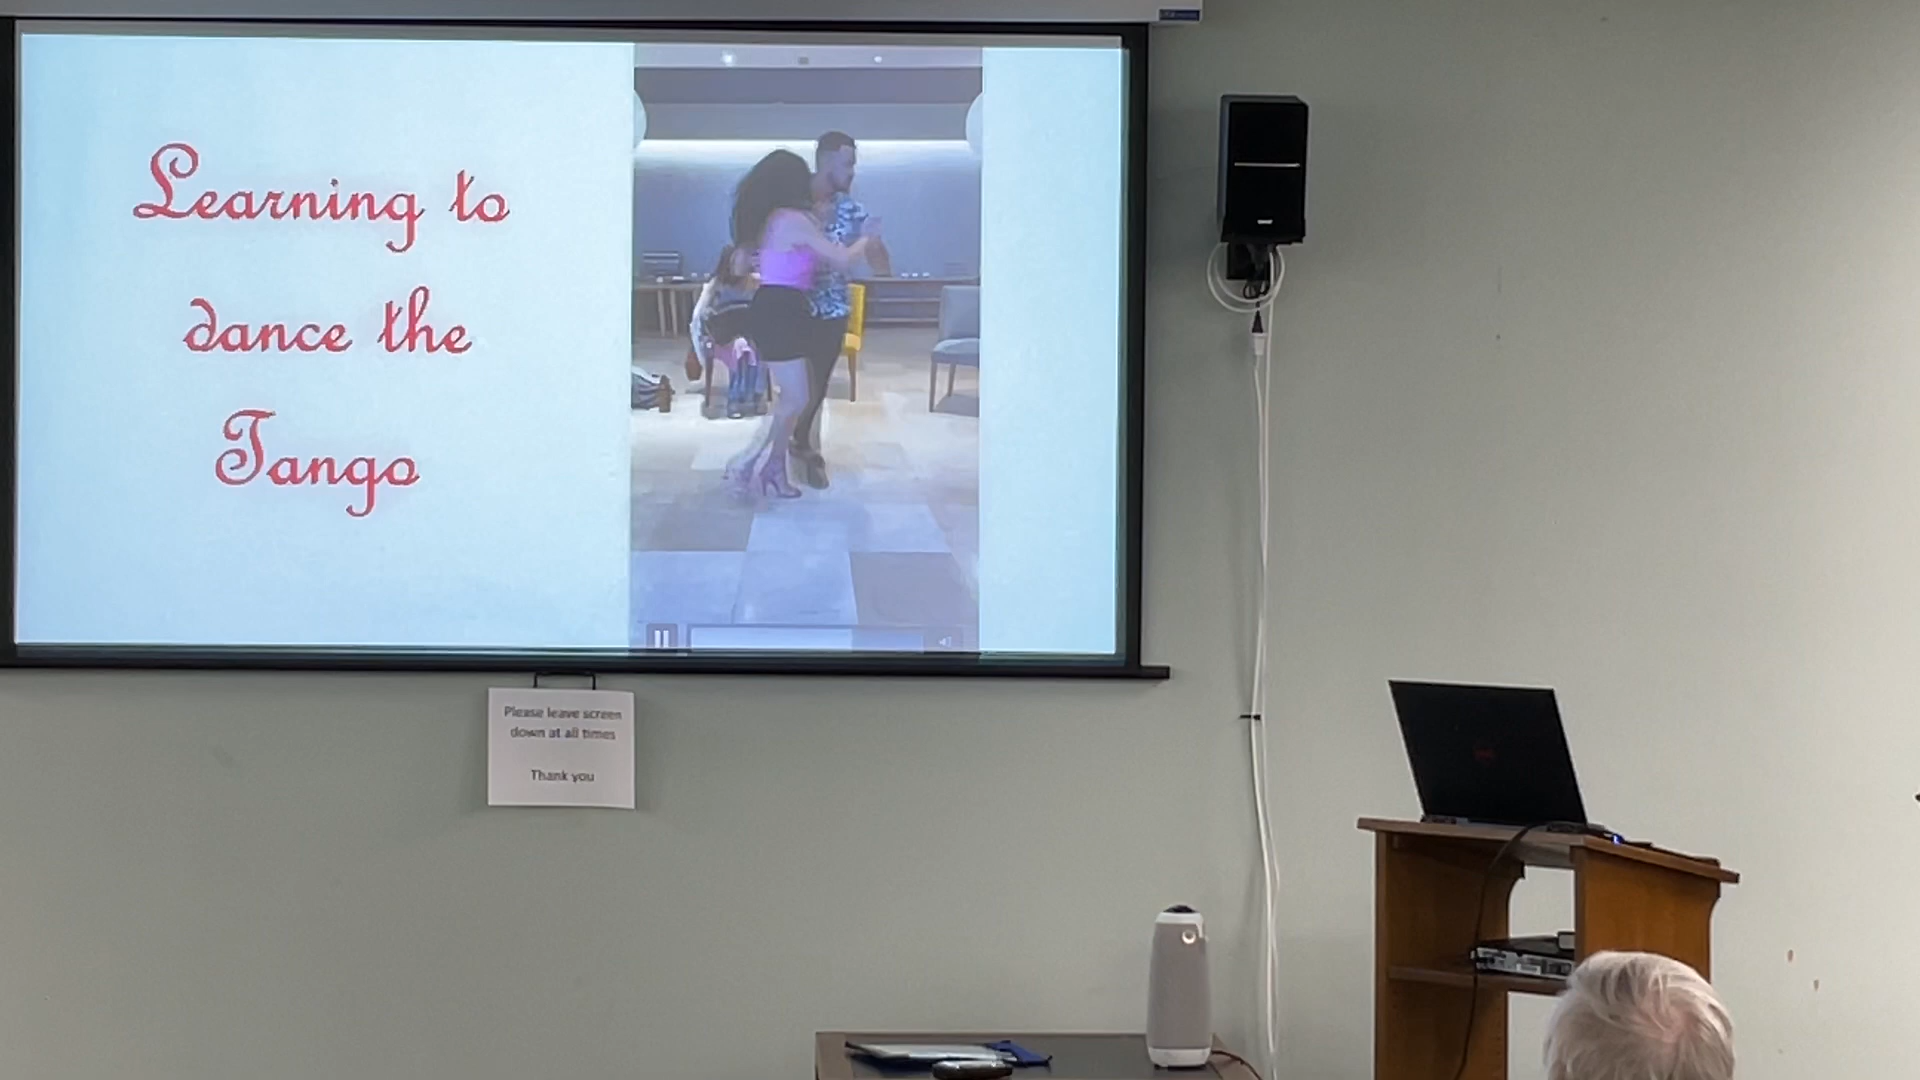 Learning to
dance the
Tango
Please leave screen
down at all times
Thank you